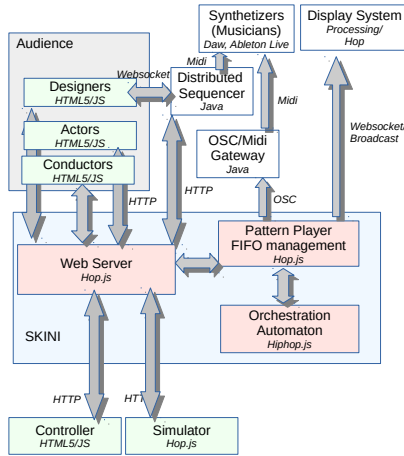 Synthetizers
(Musicians)
Daw, Ableton Live
Display System
Processing/
Hop
Audience
Midi
Websocket
Designers
HTML5/JS
Distributed
Sequencer
Java
Midi
Actors
HTML5/JS
Websocket
Broadcast
OSC/Midi
Gateway
Java
Conductors
HTML5/JS
HTTP
HTTP
OSC
Pattern Player
FIFO management
Hop.js
Web Server
Hop.js
Orchestration
Automaton
Hiphop.js
SKINI
HTTP
HTT
Controller
HTML5/JS
Simulator
Hop.js